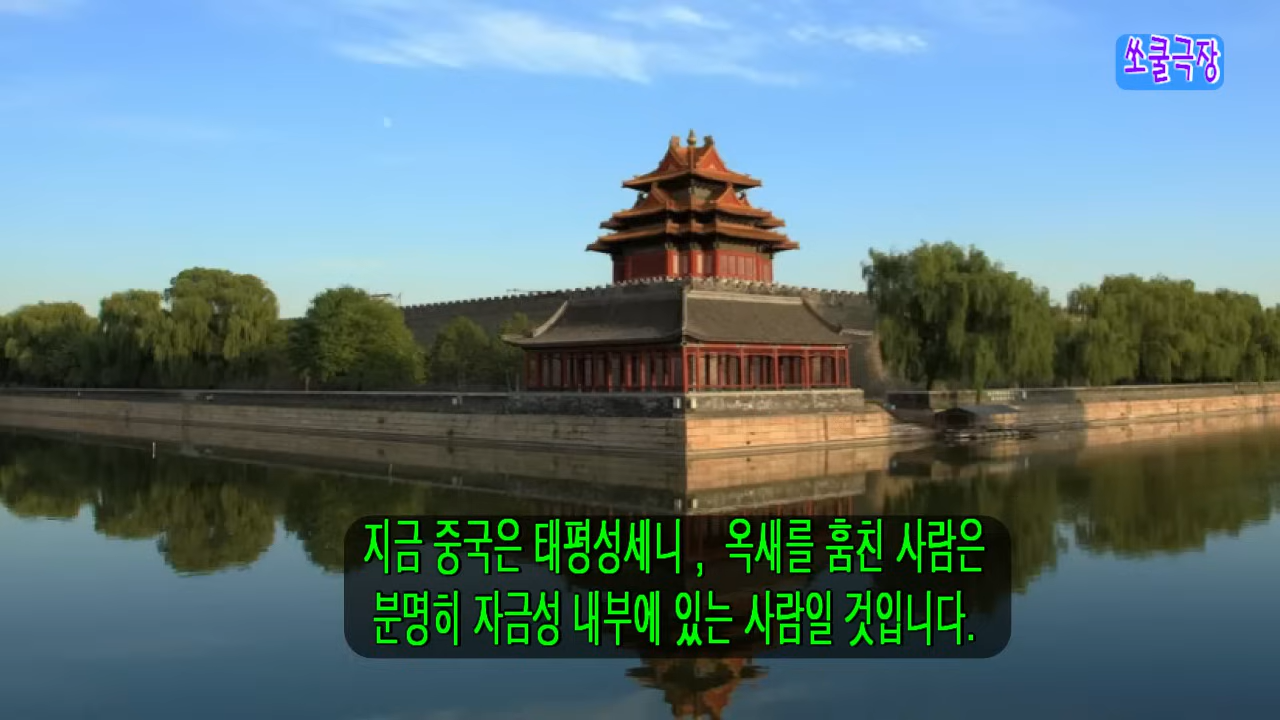 쏘쿨극장
지금 중국은 태평성세니 , 옥새를 훔친 사람은
분명히 자금성 내부에 있는 사람일 것입니다.